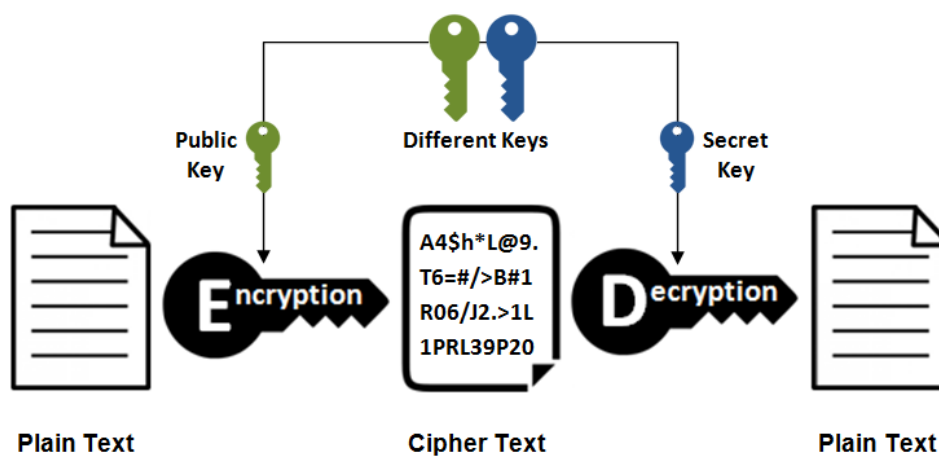 Public
Key
Different Keys
Secret
Key
Encryption
A4$h*L@9.
T6=#/>B#1
R06/J2.>1L
1PRL39P20
Decryption
Plain Text
Cipher Text
Plain Text